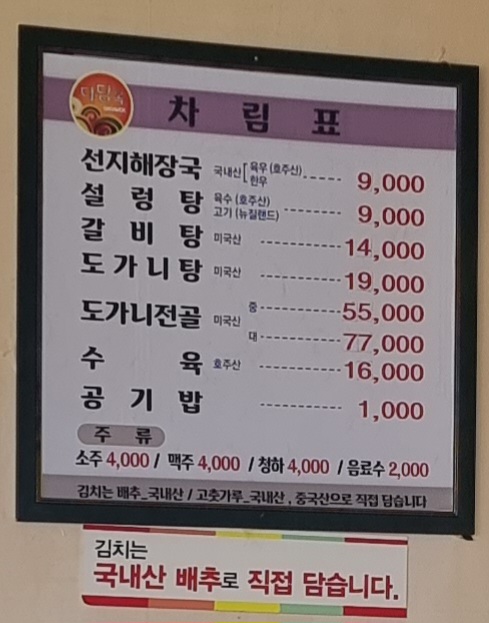 차림표
선지해장국 국내산 육우 (호주산) 한우 9,000
설렁탕 육수 (호주산) 고기 (뉴질랜드) 9,000
갈비탕 미국산 14,000
도가니탕 미국산 19,000
도가니전골 미국산 중 55,000
대 77,000
수육 호주산 16,000
공기밥 1,000
주류
소주 4,000 / 맥주 4,000 / 청하 4,000 / 음료수 2,000
김치는 배추_국내산 / 고춧가루_국내산, 중국산으로 직접 담습니다
김치는
국내산 배추로 직접 담습니다.